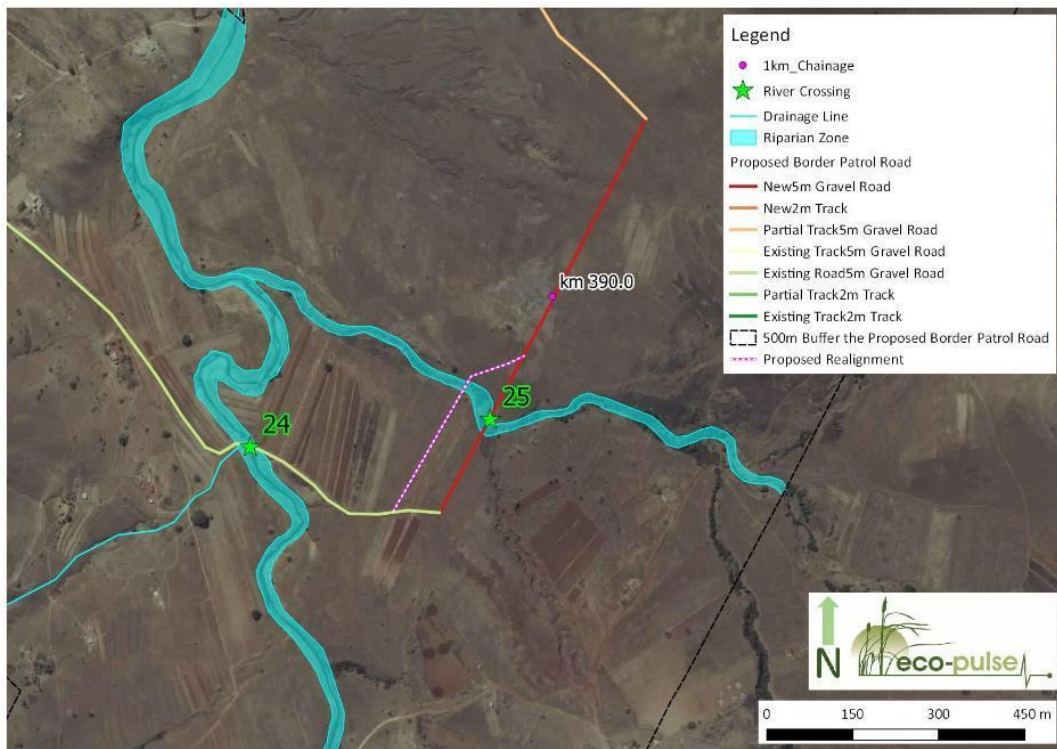 Legend
1km_Chainage
River Crossing
Drainage Line
Riparian Zone
Proposed Border Patrol Road
New5m Gravel Road
New2m Track
Partial Track5m Gravel Road
Existing Track5m Gravel Road
Existing Road5m Gravel Road
Partial Track2m Track
Existing Track2m Track
500m Buffer the Proposed Border Patrol Road
Proposed Realignment
km 390.0
25
24
N
eco-pulse
0 150 300 450 m